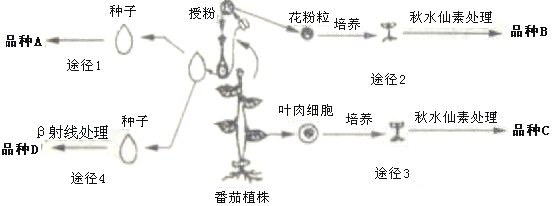 种子
授粉
花粉粒
培养
秋水仙素处理
品种A
品种B
途径1
途径2
种子
β射线处理
叶肉细胞
培养
秋水仙素处理
品种D
品种C
途径4
途径3
番茄植株